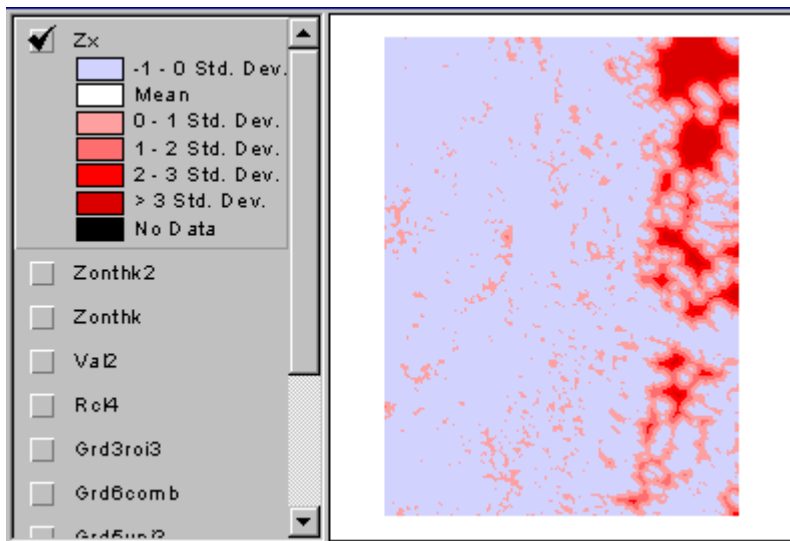 Zx
-1 - 0 Std. Dev.
Mean
0 - 1 Std. Dev.
1 - 2 Std. Dev.
2 - 3 Std. Dev.
> 3 Std. Dev.
No Data
Zonthk2
Zonthk
Val2
Rcl4
Grd3roi3
Grd6comb